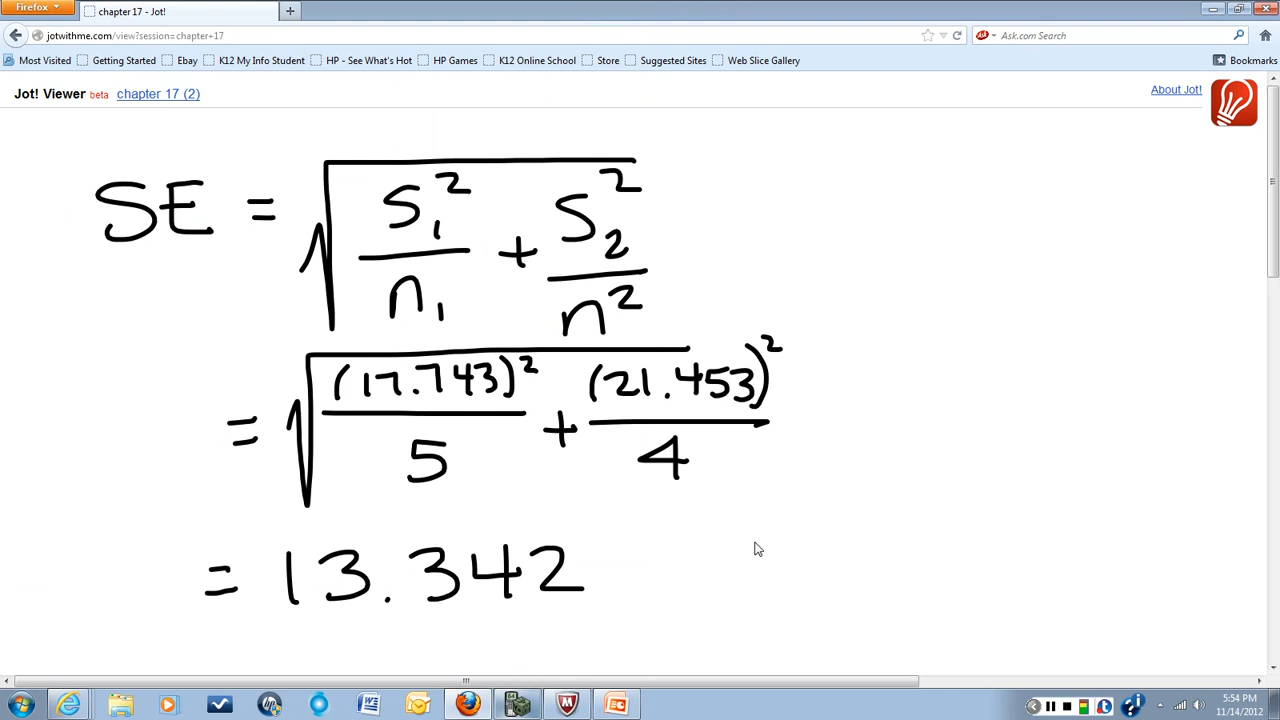 Firefox
chapter 17 - Jot!
jotwithme.com/view?session=chapter+17
Ask.com Search
Most Visited Getting Started Ebay K12 My Info Student HP - See What's Hot HP Games K12 Online School Store Suggested Sites Web Slice Gallery Bookmarks
Jot! Viewer beta chapter 17 (2) About Jot!
SE = √(S₁²/n₁ + S₂²/n²)
= √((17.743)²/5 + (21.453)²/4)
= 13.342
5:54 PM
11/14/2012